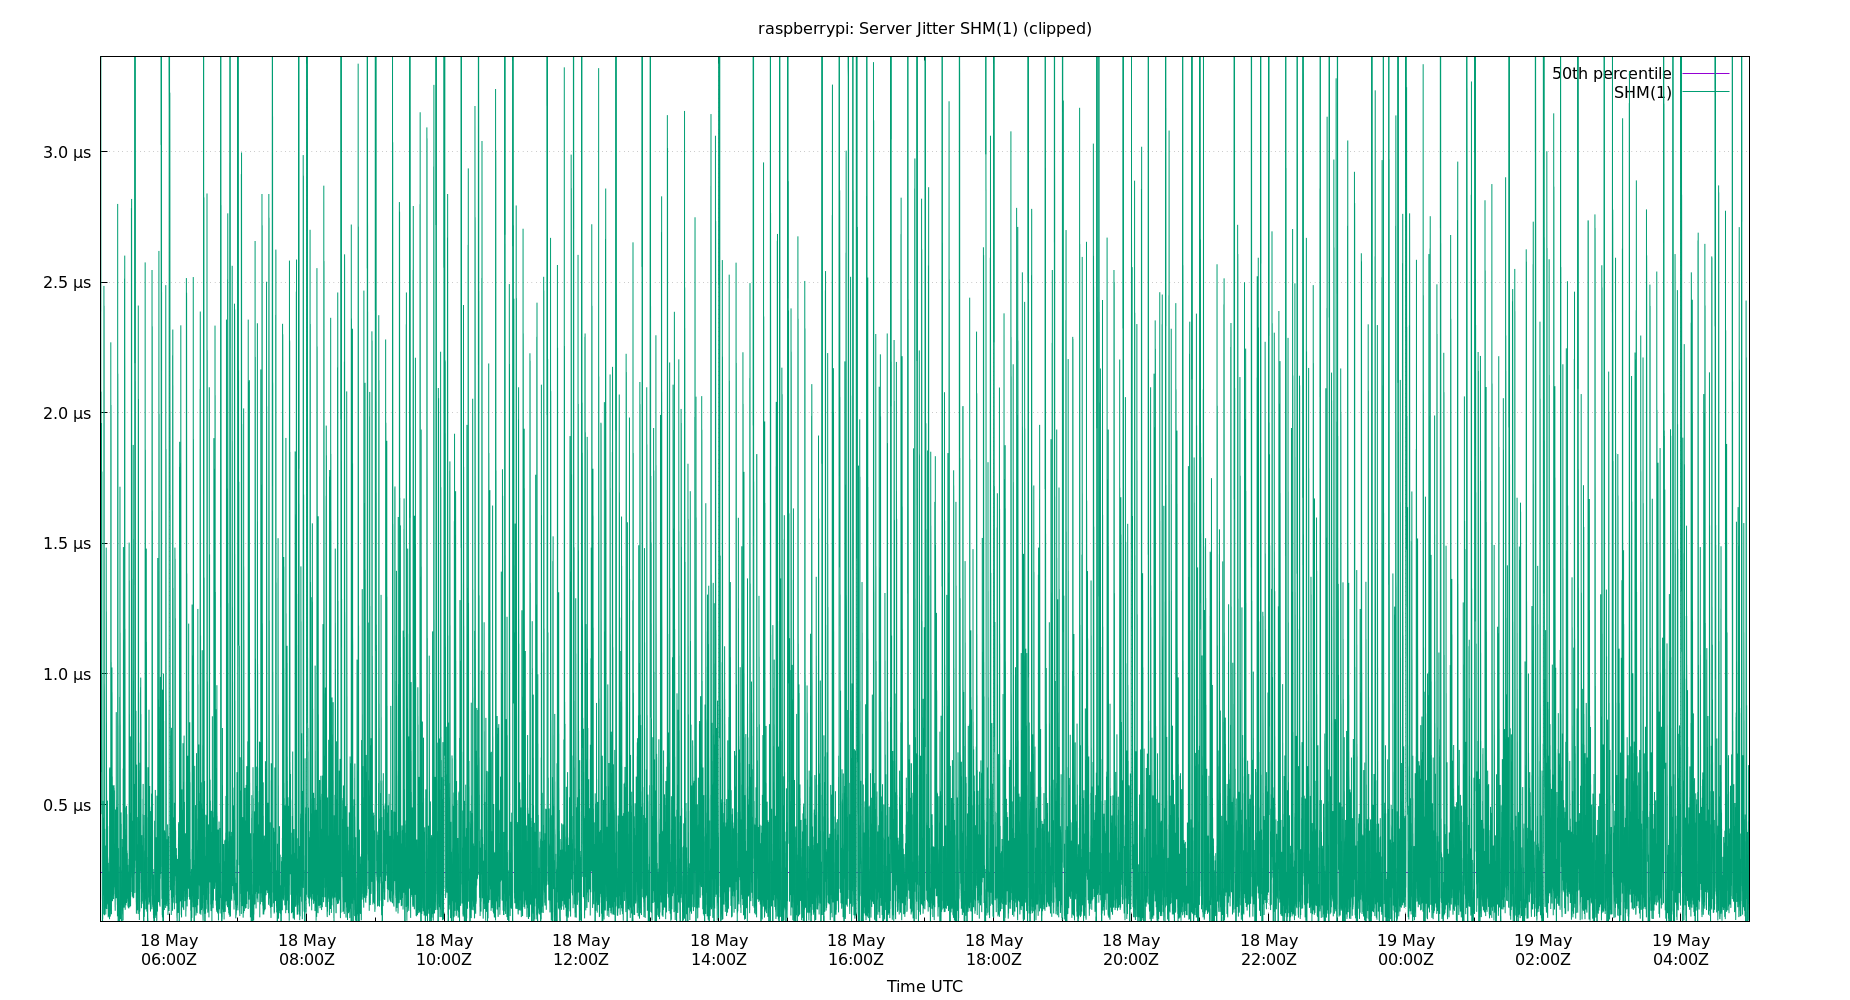 raspberrypi: Server Jitter SHM(1) (clipped)
50th percentile
SHM(1)
3.0 µs
2.5 µs
2.0 µs
1.5 µs
1.0 µs
0.5 µs
18 May 18 May 18 May 18 May 18 May 18 May 18 May 18 May 18 May 19 May 19 May 19 May
06:00Z 08:00Z 10:00Z 12:00Z 14:00Z 16:00Z 18:00Z 20:00Z 22:00Z 00:00Z 02:00Z 04:00Z
Time UTC